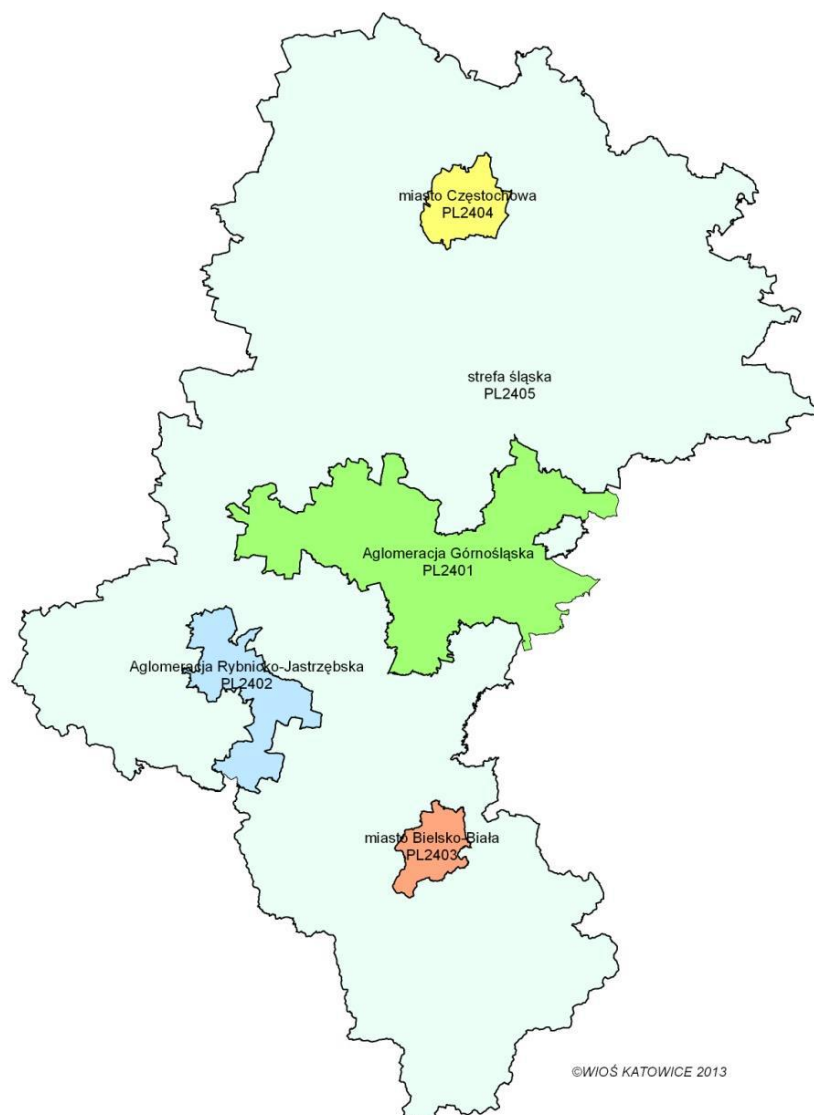 miasto Częstochowa
PL2404
strefa śląska
PL2405
Aglomeracja Górnośląska
PL2401
Aglomeracja Rybnicko-Jastrzębska
PL2402
miasto Bielsko-Biała
PL2403
©WIOŚ KATOWICE 2013